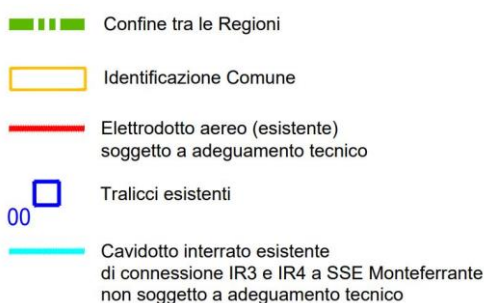 Confine tra le Regioni
Identificazione Comune
Elettrodotto aereo (esistente)
soggetto a adeguamento tecnico
Tralicci esistenti
00
Cavidotto interrato esistente
di connessione IR3 e IR4 a SSE Monteferrante
non soggetto a adeguamento tecnico